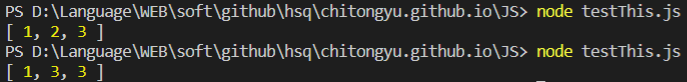 PS D:\Language\WEB\soft\github\hsq\chitongyu.github.io\JS> node testThis.js
[ 1, 2, 3 ]
PS D:\Language\WEB\soft\github\hsq\chitongyu.github.io\JS> node testThis.js
[ 1, 3, 3 ]